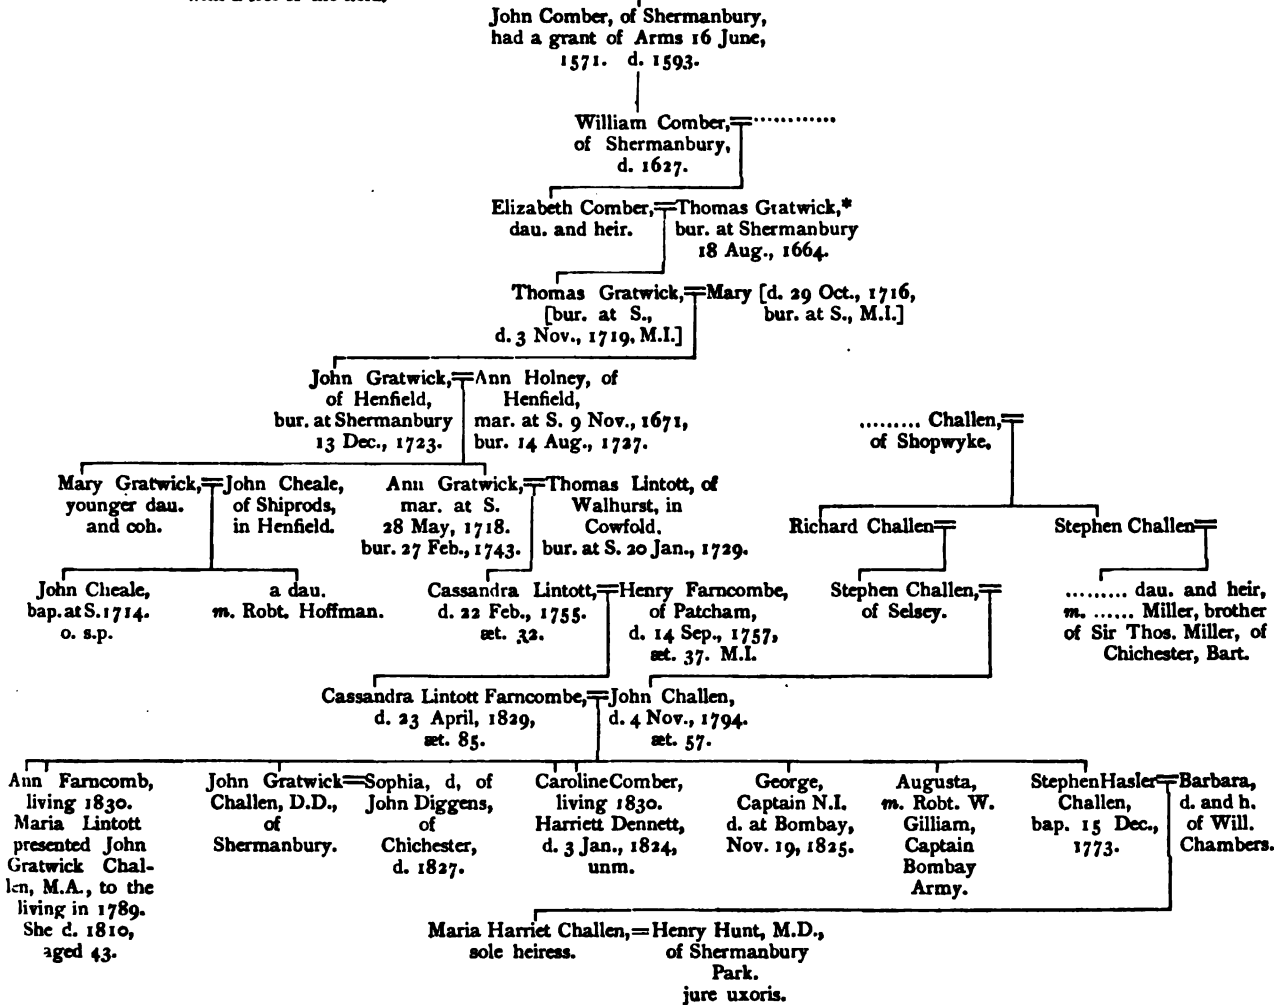 John Comber, of Shermanbury,
had a grant of Arms 16 June,
1571. d. 1593.
William Comber,=...........
of Shermanbury,
d. 1627.
Elizabeth Comber,=Thomas Gratwick,*
dau. and heir.
bur. at Shermanbury
18 Aug., 1664.
Thomas Gratwick,=Mary [d. 29 Oct., 1716,
[bur. at S.,
d. 3 Nov., 1719, M.I.]
bur. at S., M.I.]
John Gratwick,=Ann Holney, of
of Henfield,
bur. at Shermanbury
13 Dec., 1723.
Henfield,
mar. at S. 9 Nov., 1671,
bur. 14 Aug., 1727.
......... Challen,=
of Shopwyke.
Mary Gratwick,=John Cheale,
younger dau.
and coh.
of Shiprods,
in Henfield.
Ann Gratwick,=Thomas Lintott, of
mar. at S.
28 May, 1718.
bur. 27 Feb., 1743.
Walhurst, in
Cowfold.
bur. at S. 20 Jan., 1729.
Richard Challen=
Stephen Challen=
John Cheale,
bap. at S. 1714.
o. s.p.
a dau.
m. Robt. Hoffman.
Cassandra Lintott,=Henry Farncombe,
d. 22 Feb., 1755.
æt. 32.
of Patcham,
d. 14 Sep., 1757,
æt. 37. M.I.
Stephen Challen,=
of Selsey.
......... dau. and heir,
m. ...... Miller, brother
of Sir Thos. Miller, of
Chichester, Bart.
Cassandra Lintott Farncombe,=John Challen,
d. 23 April, 1829,
æt. 85.
d. 4 Nov., 1794.
æt. 57.
Ann Farncomb,
living 1830.
Maria Lintott
presented John
Gratwick Chal-
len, M.A., to the
living in 1789.
She d. 1810,
aged 43.
John Gratwick=Sophia, d, of
Challen, D.D.,
of
Shermanbury.
John Diggens,
of
Chichester,
d. 1827.
Caroline Comber,
living 1830.
Harriett Dennett,
d. 3 Jan., 1824,
unm.
George,
Captain N.I.
d. at Bombay,
Nov. 19, 1825.
Augusta,
m. Robt. W.
Gilliam,
Captain
Bombay
Army.
Stephen Hasler=Barbara,
Challen,
bap. 15 Dec.,
1773.
d. and h.
of Will.
Chambers.
Maria Harriet Challen,=Henry Hunt, M.D.,
sole heiress.
of Shermanbury
Park.
jure uxoris.